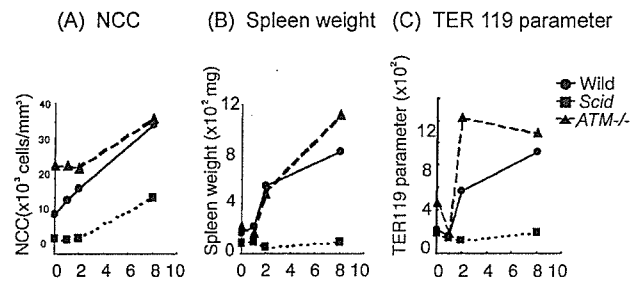 (A) NCC
(B) Spleen weight
(C) TER 119 parameter
Wild
Scid
ATM-/-
NCC(x10³ cells/mm³)
40
30
20
10
0
0 2 4 6 8 10
Spleen weight (x10² mg)
12
8
4
0
0 2 4 6 8 10
TER119 parameter (x10²)
12
8
4
0
0 2 4 6 8 10